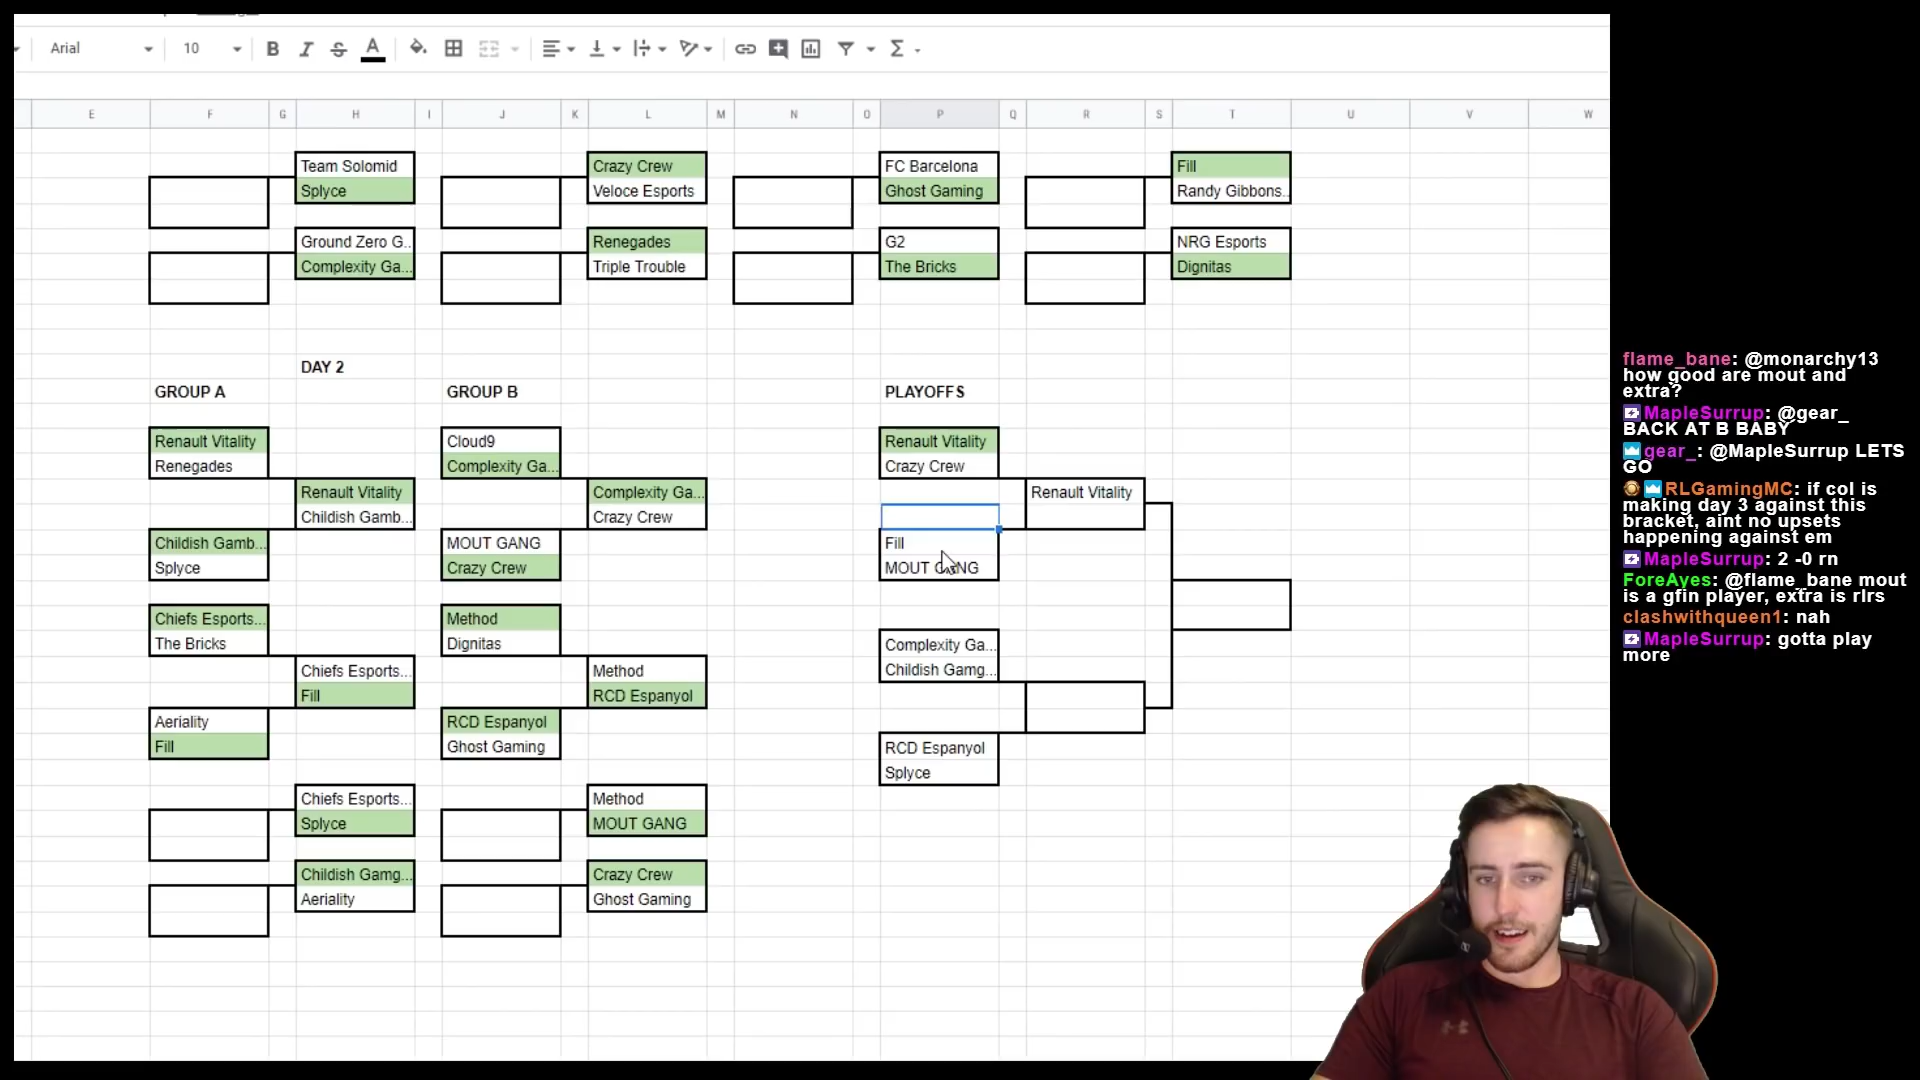 Arial 10 B I S A
E F G H I J K L M N O P Q R S T U V W
Team Solomid
Splyce
Crazy Crew
Veloce Esports
FC Barcelona
Ghost Gaming
Fill
Randy Gibbons..
Ground Zero G..
Complexity Ga...
Renegades
Triple Trouble
G2
The Bricks
NRG Esports
Dignitas
DAY 2
GROUP A
GROUP B
PLAYOFFS
Renault Vitality
Renegades
Renault Vitality
Childish Gamb...
Childish Gamb...
Splyce
Chiefs Esports...
The Bricks
Chiefs Esports...
Fill
Aeriality
Fill
Chiefs Esports...
Splyce
Childish Gamg...
Aeriality
Cloud9
Complexity Ga...
Complexity Ga...
Crazy Crew
MOUT GANG
Crazy Crew
Method
Dignitas
Method
RCD Espanyol
RCD Espanyol
Ghost Gaming
Method
MOUT GANG
Crazy Crew
Ghost Gaming
Renault Vitality
Crazy Crew
Renault Vitality
Fill
MOUT GANG
Complexity Ga...
Childish Gamg...
RCD Espanyol
Splyce
flame_bane: @monarchy13
how good are mout and
extra?
MapleSurrup: @gear_
BACK AT B BABY
gear_: @MapleSurrup LETS
GO
RLGamingMC: if col is
making day 3 against this
bracket, aint no upsets
happening against em
MapleSurrup: 2 -0 rn
ForeAyes: @flame_bane mout
is a gfin player, extra is rlrs
clashwithqueen1: nah
MapleSurrup: gotta play
more